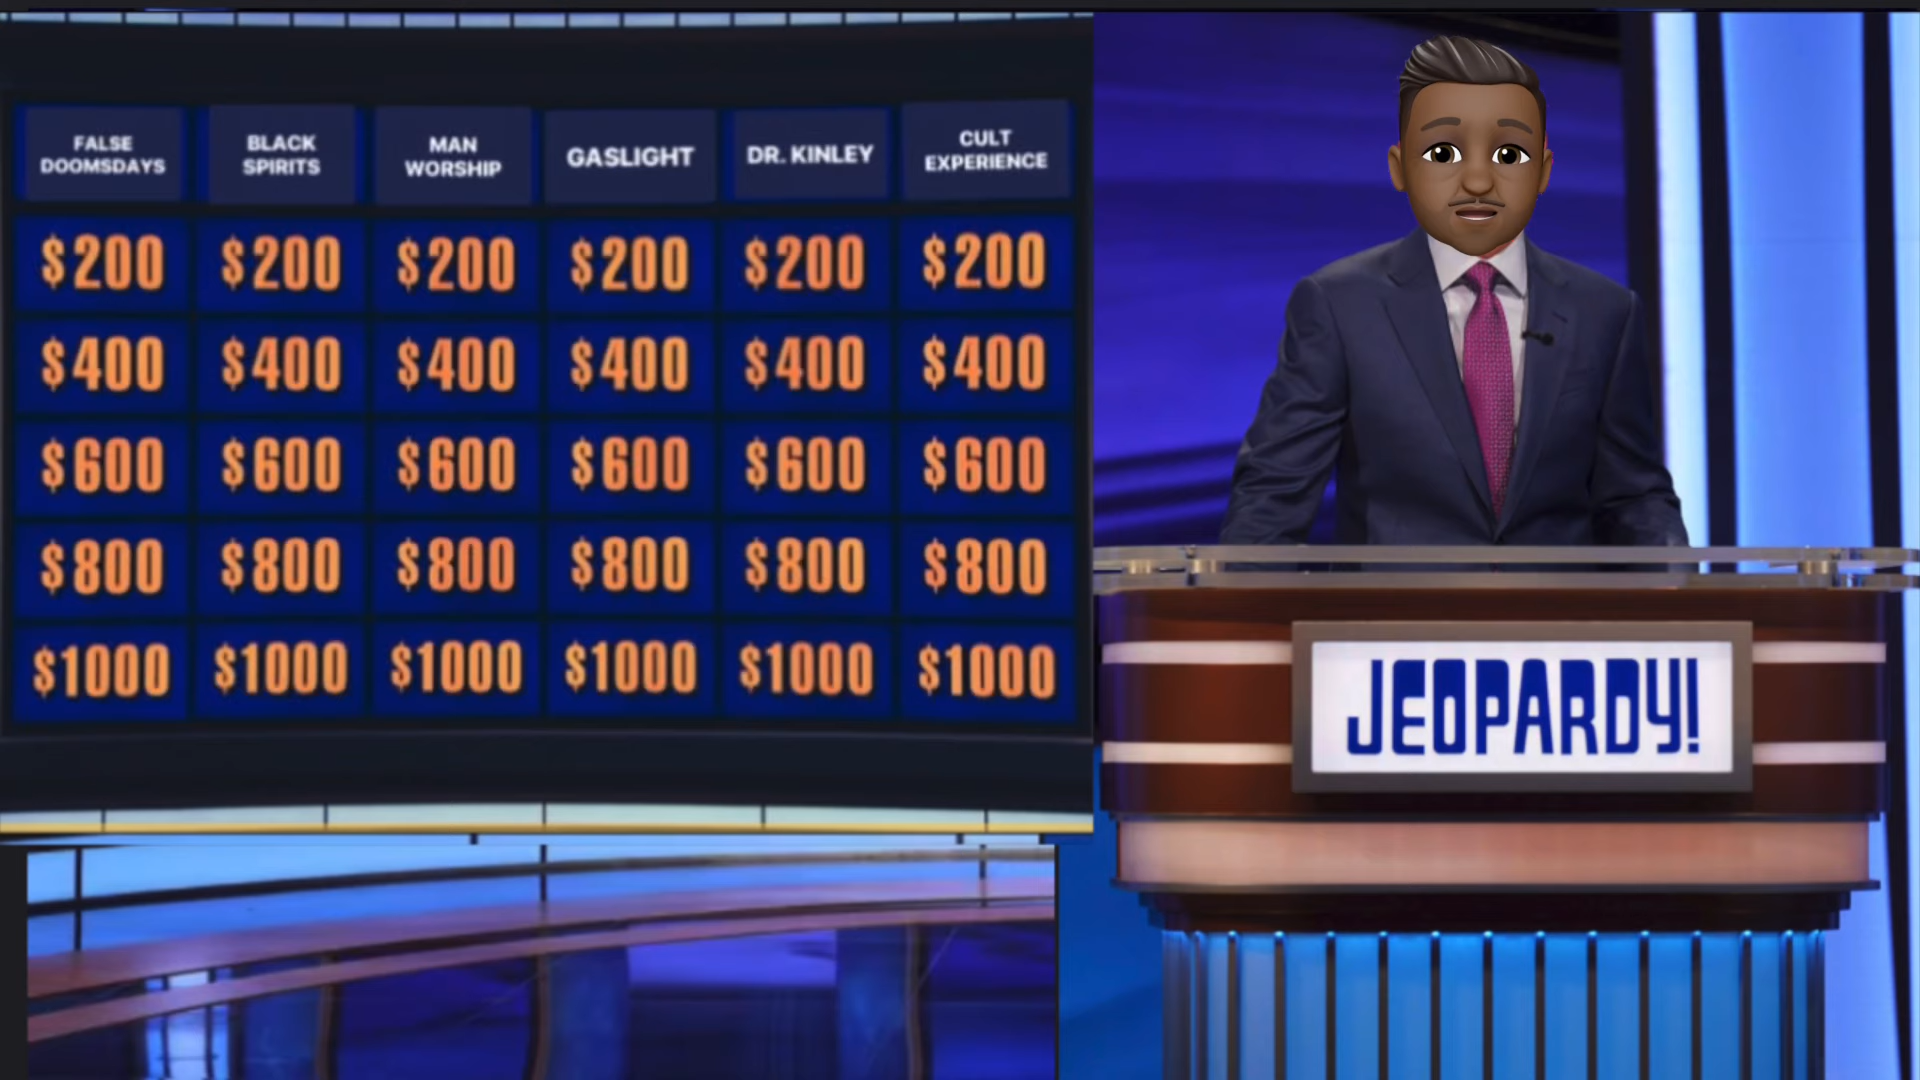 FALSE
DOOMSDAYS
BLACK
SPIRITS
MAN
WORSHIP
GASLIGHT
DR. KINLEY
CULT
EXPERIENCE
$200 $200 $200 $200 $200 $200
$400 $400 $400 $400 $400 $400
$600 $600 $600 $600 $600 $600
$800 $800 $800 $800 $800 $800
$1000 $1000 $1000 $1000 $1000 $1000
JEOPARDY!